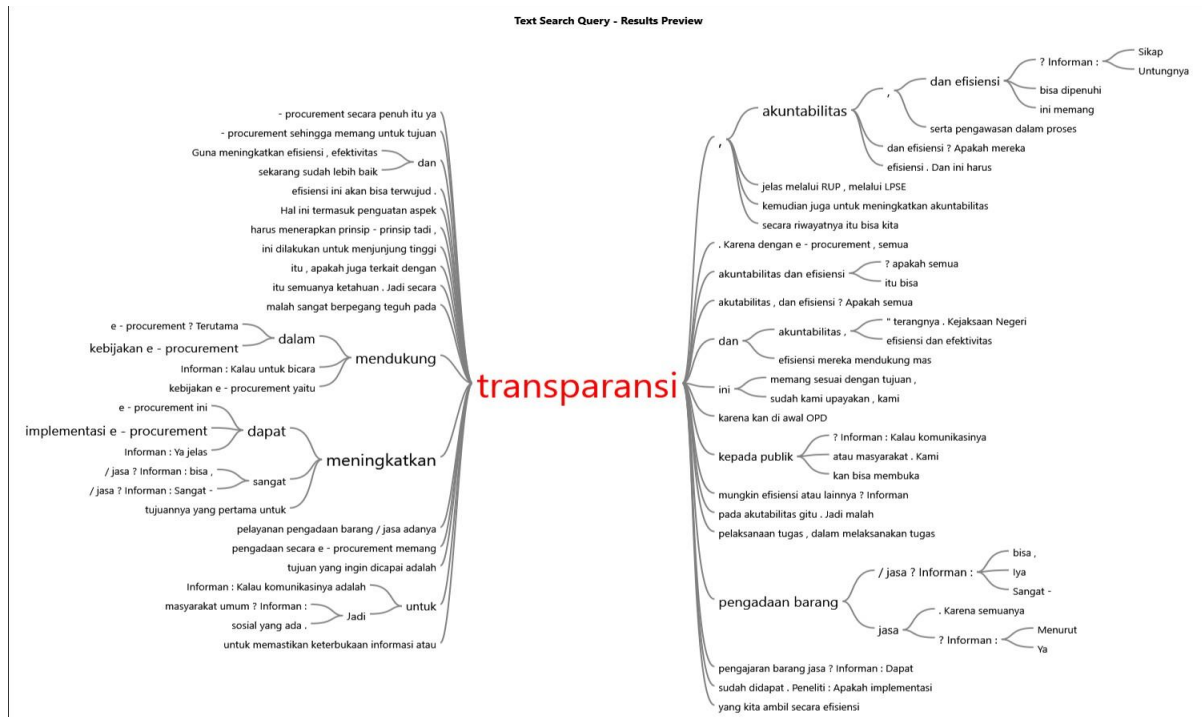 Text Search Query - Results Preview
- procurement secara penuh itu ya
- procurement sehingga memang untuk tujuan
Guna meningkatkan efisiensi , efektivitas
sekarang sudah lebih baik
dan
efisiensi ini akan bisa terwujud .
Hal ini termasuk penguatan aspek
harus menerapkan prinsip - prinsip tadi ,
ini dilakukan untuk menjunjung tinggi
itu , apakah juga terkait dengan
itu semuanya ketahuan . Jadi secara
malah sangat berpegang teguh pada
e - procurement ? Terutama
kebijakan e - procurement
dalam
Informan : Kalau untuk bicara
kebijakan e - procurement yaitu
mendukung
e - procurement ini
implementasi e - procurement
Informan : Ya jelas
dapat
/ jasa ? Informan : bisa ,
/ jasa ? Informan : Sangat -
sangat
tujuannya yang pertama untuk
meningkatkan
pelayanan pengadaan barang / jasa adanya
pengadaan secara e - procurement memang
tujuan yang ingin dicapai adalah
Informan : Kalau komunikasinya adalah
masyarakat umum ? Informan :
sosial yang ada .
Jadi
untuk
untuk memastikan keterbukaan informasi atau
transparansi
,
akuntabilitas
,
dan efisiensi
? Informan :
Sikap
Untungnya
bisa dipenuhi
ini memang
serta pengawasan dalam proses
dan efisiensi ? Apakah mereka
efisiensi . Dan ini harus
jelas melalui RUP , melalui LPSE
kemudian juga untuk meningkatkan akuntabilitas
secara riwayatnya itu bisa kita
. Karena dengan e - procurement , semua
akuntabilitas dan efisiensi
? apakah semua
itu bisa
akutabilitas , dan efisiensi ? Apakah semua
dan
akuntabilitas ,
" terangnya . Kejaksaan Negeri
efisiensi dan efektivitas
efisiensi mereka mendukung mas
ini
memang sesuai dengan tujuan ,
sudah kami upayakan , kami
karena kan di awal OPD
kepada publik
? Informan : Kalau komunikasinya
atau masyarakat . Kami
kan bisa membuka
mungkin efisiensi atau lainnya ? Informan
pada akutabilitas gitu . Jadi malah
pelaksanaan tugas , dalam melaksanakan tugas
pengadaan barang
/ jasa ? Informan :
bisa ,
Iya
Sangat -
jasa
. Karena semuanya
? Informan :
Menurut
Ya
pengajaran barang jasa ? Informan : Dapat
sudah didapat . Peneliti : Apakah implementasi
yang kita ambil secara efisiensi